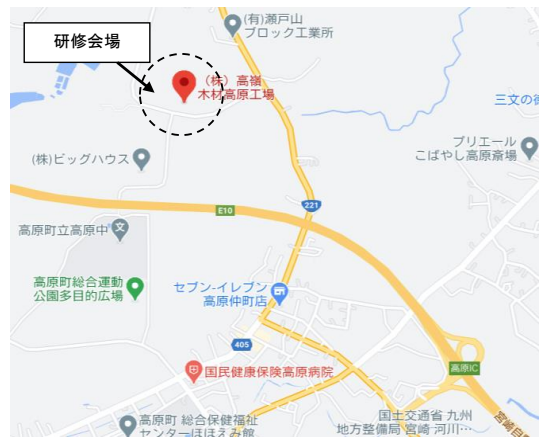 (有)瀬戸山
ブロック工業所
研修会場
(株)高嶺
木材高原工場
三文の徳
プリエール
こばやし高原斎場
(株)ビッグハウス
E10
221
高原町立高原中
文
高原町総合運動
公園多目的広場
セブン-イレブン
高原仲町店
405
高原IC
国民健康保険高原病院
高原町 総合保健福祉
センターほほえみ館
国土交通省 九州
地方整備局 宮崎 河川…
宮崎自